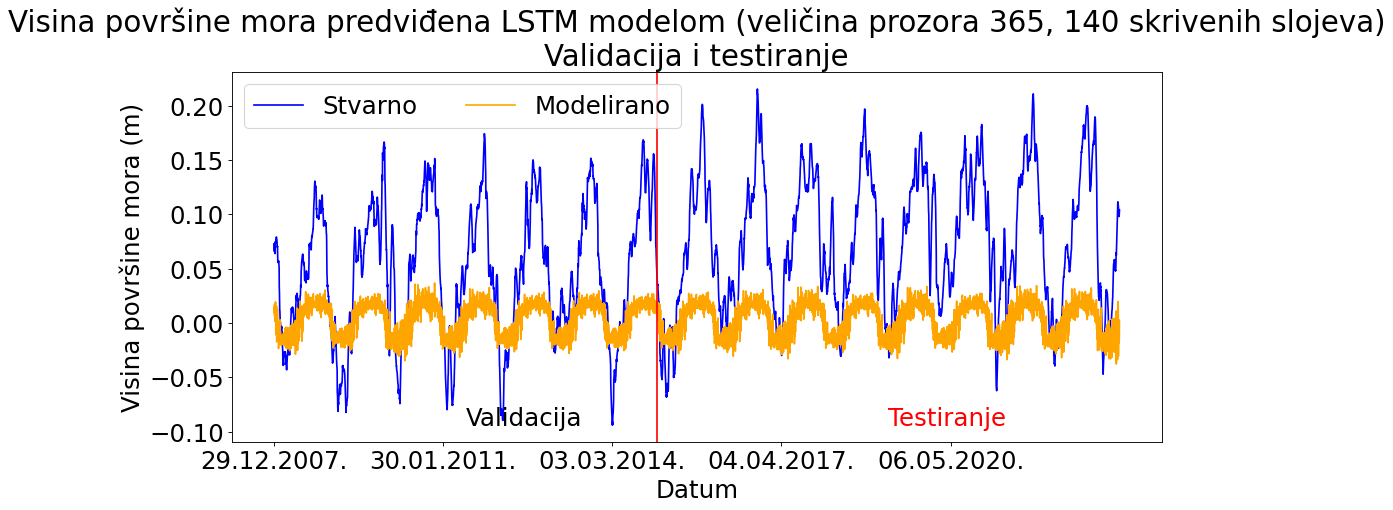 Visina površine mora predviđena LSTM modelom (veličina prozora 365, 140 skrivenih slojeva)
Validacija i testiranje
Stvarno Modelirano
Visina površine mora (m)
0.20
0.15
0.10
0.05
0.00
−0.05
−0.10
Validacija Testiranje
29.12.2007. 30.01.2011. 03.03.2014. 04.04.2017. 06.05.2020.
Datum